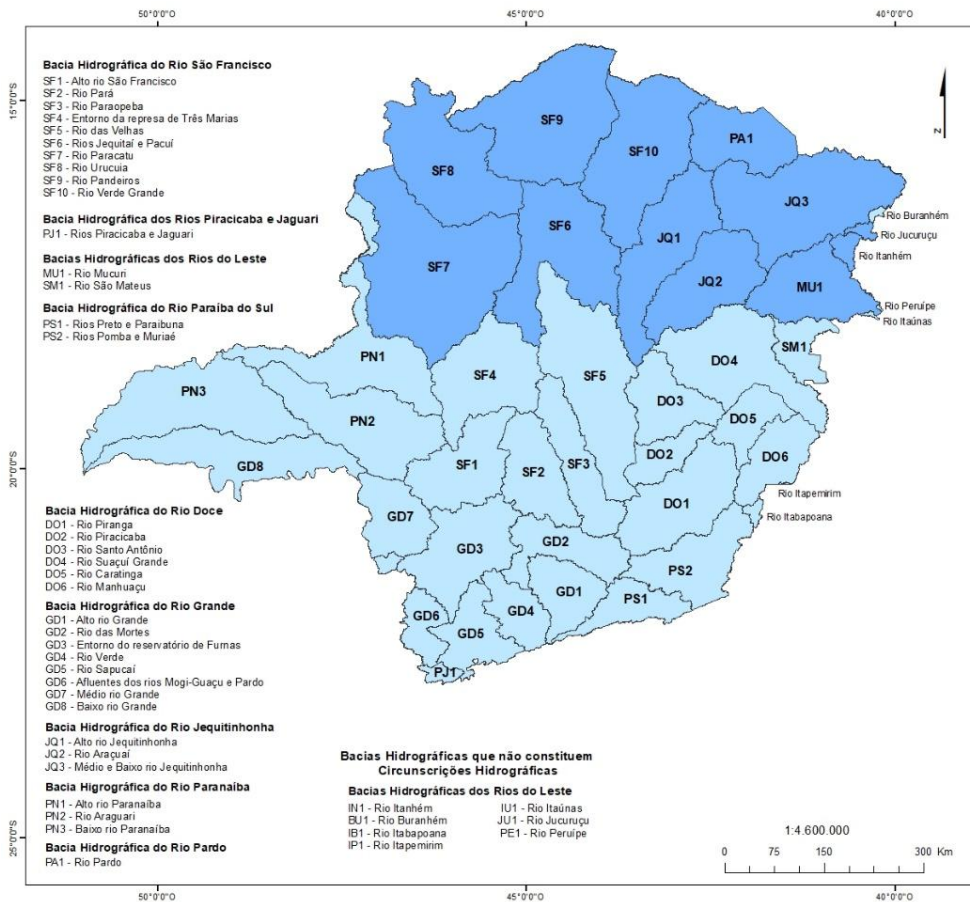 50°0'0"O 45°0'0"O 40°0'0"O
15°0'0"S
20°0'0"S
25°0'0"S
Bacia Hidrográfica do Rio São Francisco
SF1 - Alto rio São Francisco
SF2 - Rio Pará
SF3 - Rio Paraopeba
SF4 - Entorno da represa de Três Marias
SF5 - Rio das Velhas
SF6 - Rios Jequitaí e Pacuí
SF7 - Rio Paracatu
SF8 - Rio Urucuia
SF9 - Rio Pandeiros
SF10 - Rio Verde Grande
Bacia Hidrográfica dos Rios Piracicaba e Jaguari
PJ1 - Rios Piracicaba e Jaguari
Bacias Hidrográficas dos Rios do Leste
MU1 - Rio Mucuri
SM1 - Rio São Mateus
Bacia Hidrográfica do Rio Paraíba do Sul
PS1 - Rios Preto e Paraibuna
PS2 - Rios Pomba e Muriaé
N
SF9
SF8
SF10
PA1
JQ3
SF6
JQ1
SF7
JQ2
MU1
Rio Buranhém
Rio Jucuruçu
Rio Itanhém
Rio Peruípe
Rio Itaúnas
PN1
SF4
SF5
DO4
SM1
PN3
PN2
DO3
DO5
GD8
SF1
SF2
SF3
DO2
DO6
GD7
DO1
Rio Itapemirim
Rio Itabapoana
GD3
GD2
PS2
GD6
GD5
GD4
GD1
PS1
PJ1
Bacia Hidrográfica do Rio Doce
DO1 - Rio Piranga
DO2 - Rio Piracicaba
DO3 - Rio Santo Antônio
DO4 - Rio Suaçuí Grande
DO5 - Rio Caratinga
DO6 - Rio Manhuaçu
Bacia Hidrográfica do Rio Grande
GD1 - Alto rio Grande
GD2 - Rio das Mortes
GD3 - Entorno do reservatório de Furnas
GD4 - Rio Verde
GD5 - Rio Sapucaí
GD6 - Afluentes dos rios Mogi-Guaçu e Pardo
GD7 - Médio rio Grande
GD8 - Baixo rio Grande
Bacia Hidrográfica do Rio Jequitinhonha
JQ1 - Alto rio Jequitinhonha
JQ2 - Rio Araçuaí
JQ3 - Médio e Baixo rio Jequitinhonha
Bacia Higrográfica do Rio Paranaíba
PN1 - Alto rio Paranaíba
PN2 - Rio Araguari
PN3 - Baixo rio Paranaíba
Bacia Hidrográfica do Rio Pardo
PA1 - Rio Pardo
Bacias Hidrográficas que não constituem
Circunscrições Hidrográficas
Bacias Hidrográficas dos Rios do Leste
IN1 - Rio Itanhém IU1 - Rio Itaúnas
BU1 - Rio Buranhém JU1 - Rio Jucuruçu
IB1 - Rio Itabapoana PE1 - Rio Peruípe
IP1 - Rio Itapemirim
1:4.600.000
0 75 150 300 Km
50°0'0"O 45°0'0"O 40°0'0"O